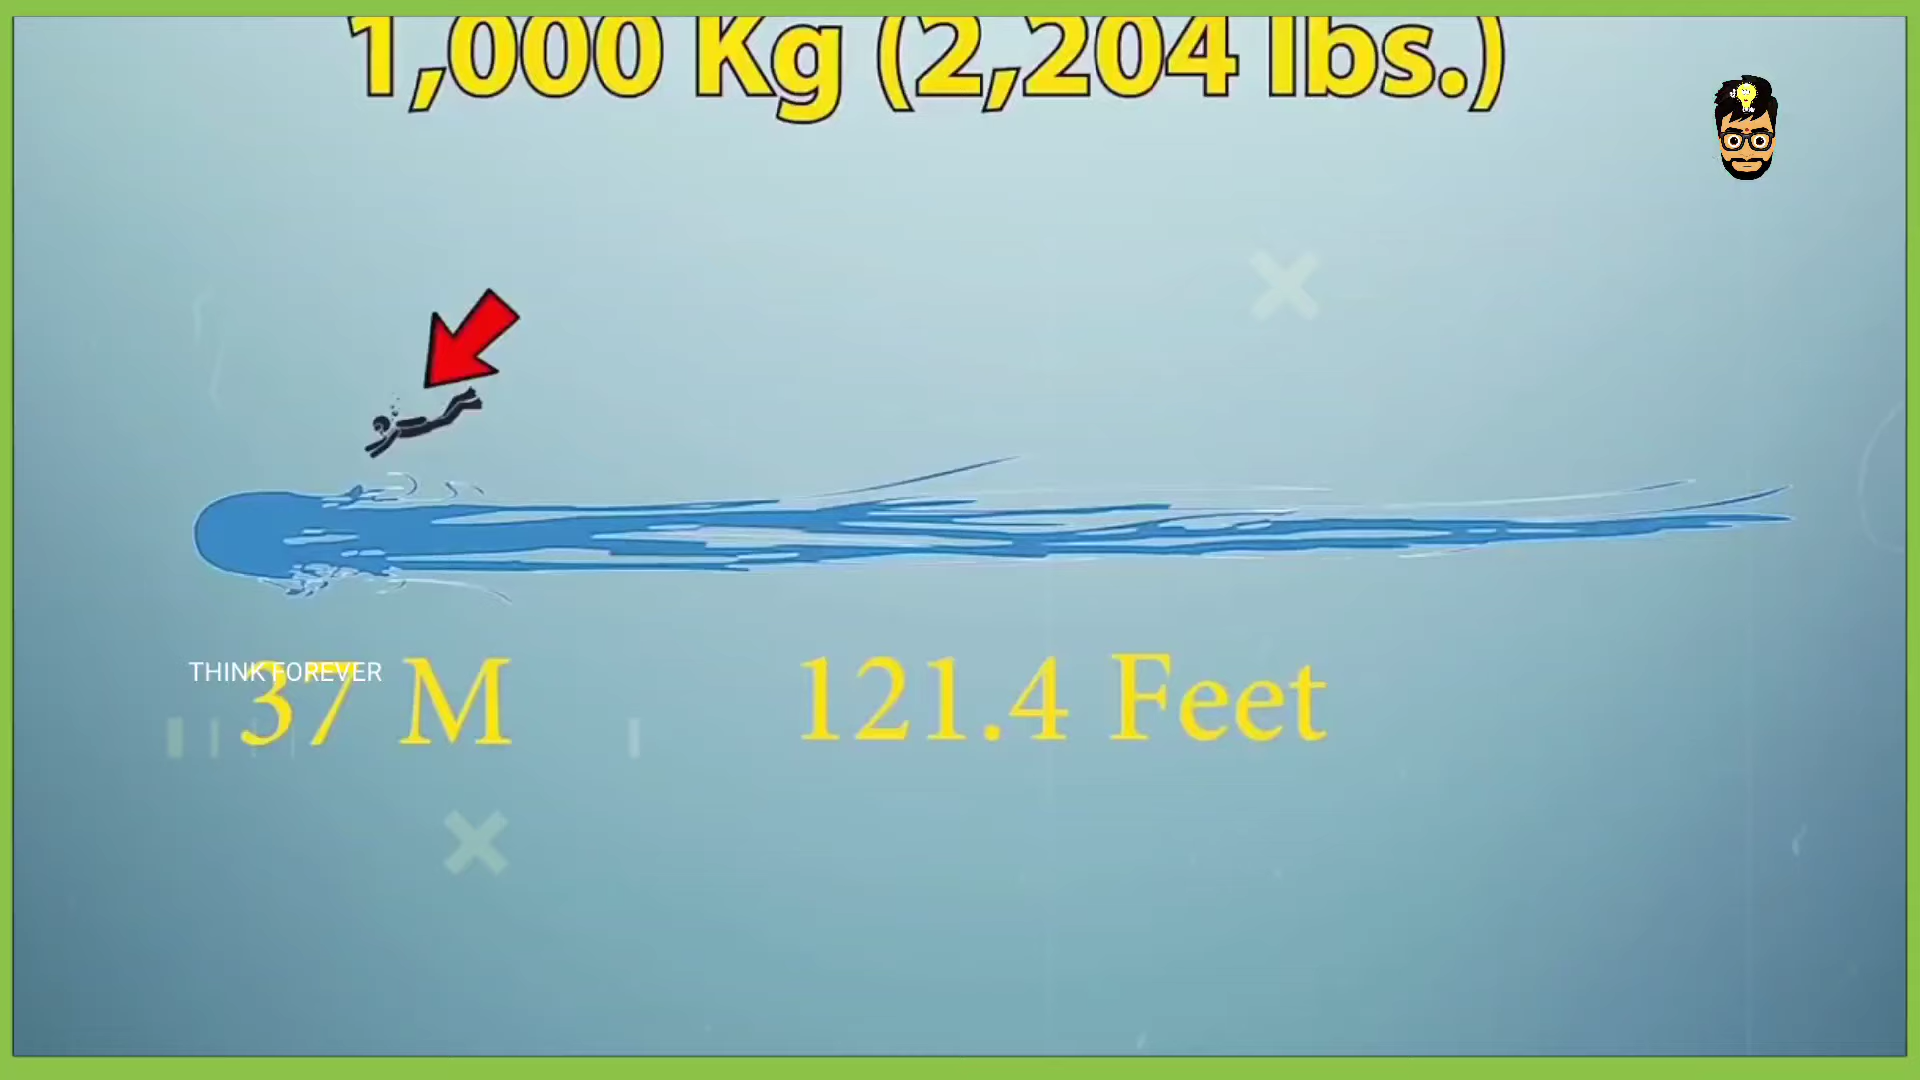 1,000 Kg (2,204 lbs.)
THINK FOREVER
37 M 121.4 Feet